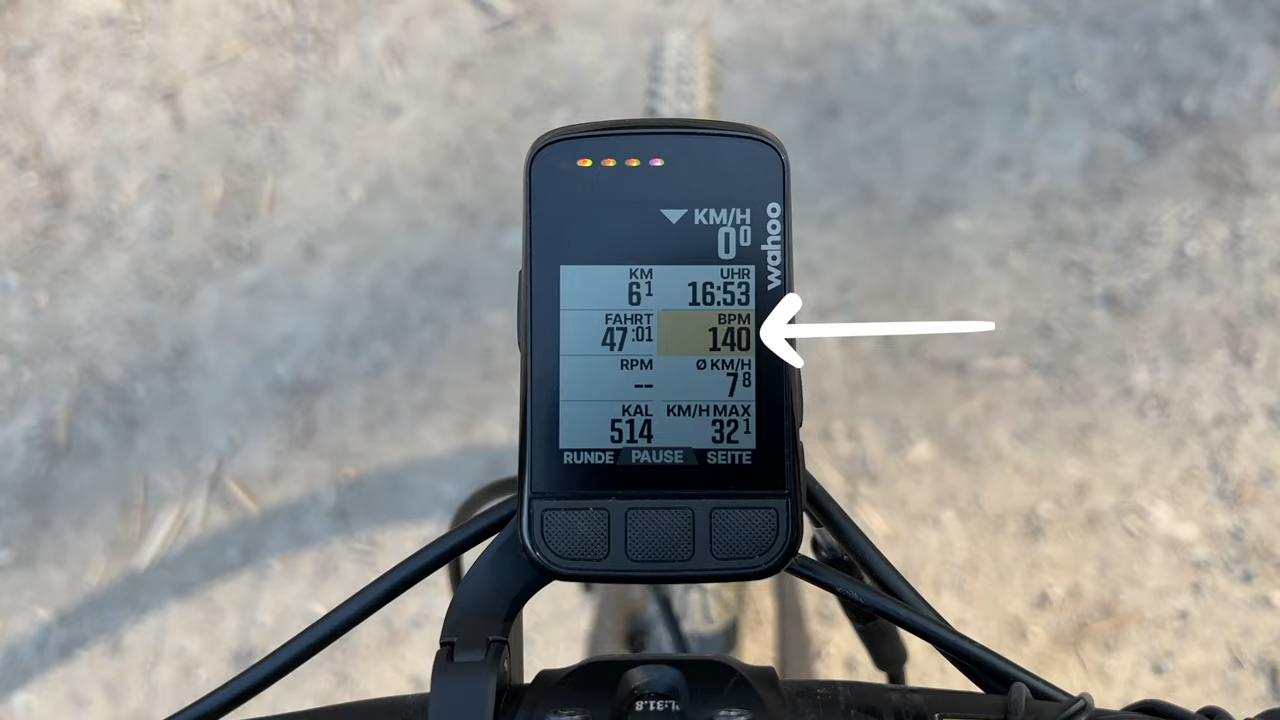 wahoo
KM/H
0⁰
KM UHR
6¹ 16:53
FAHRT BPM
47:01 140
RPM Ø KM/H
-- 7⁸
KAL KM/H MAX
514 32¹
RUNDE PAUSE SEITE